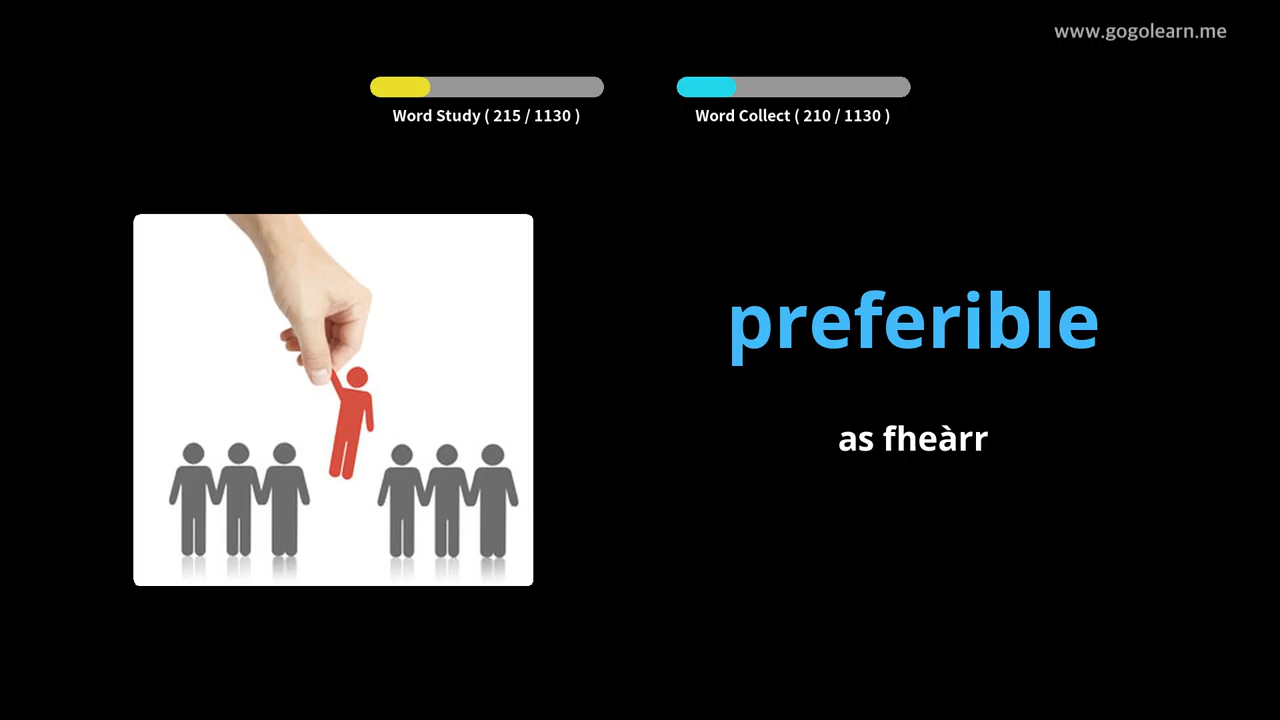 www.gogolearn.me
Word Study ( 215 / 1130 )
Word Collect ( 210 / 1130 )
preferible
as fheàrr